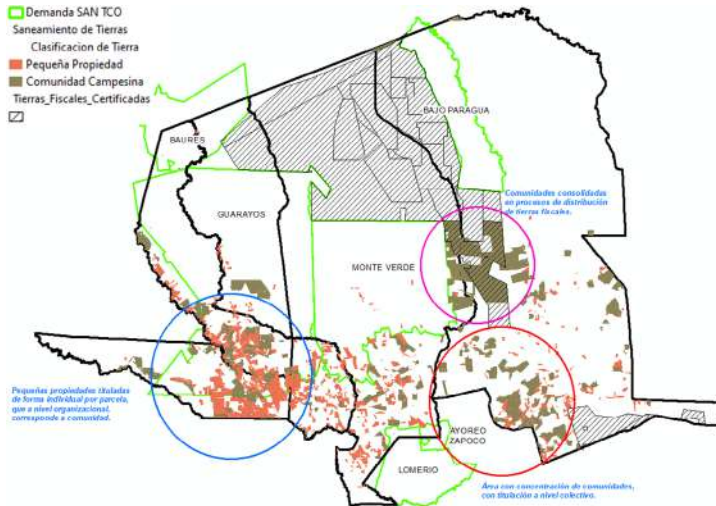 Demanda SAN TCO
Saneamiento de Tierras
Clasificacion de Tierra
Pequeña Propiedad
Comunidad Campesina
Tierras_Fiscales_Certificadas
BAJO PARAGUA
BAURES
GUARAYOS
MONTE VERDE
Comunidades consolidadas
en procesos de distribución
de tierras fiscales.
Pequeñas propiedades tituladas
de forma individual por parcela,
que a nivel organizacional,
corresponde a comunidad.
AYOREO
ZAPOCO
LOMERIO
Área con concentración de comunidades,
con titulación a nivel colectivo.